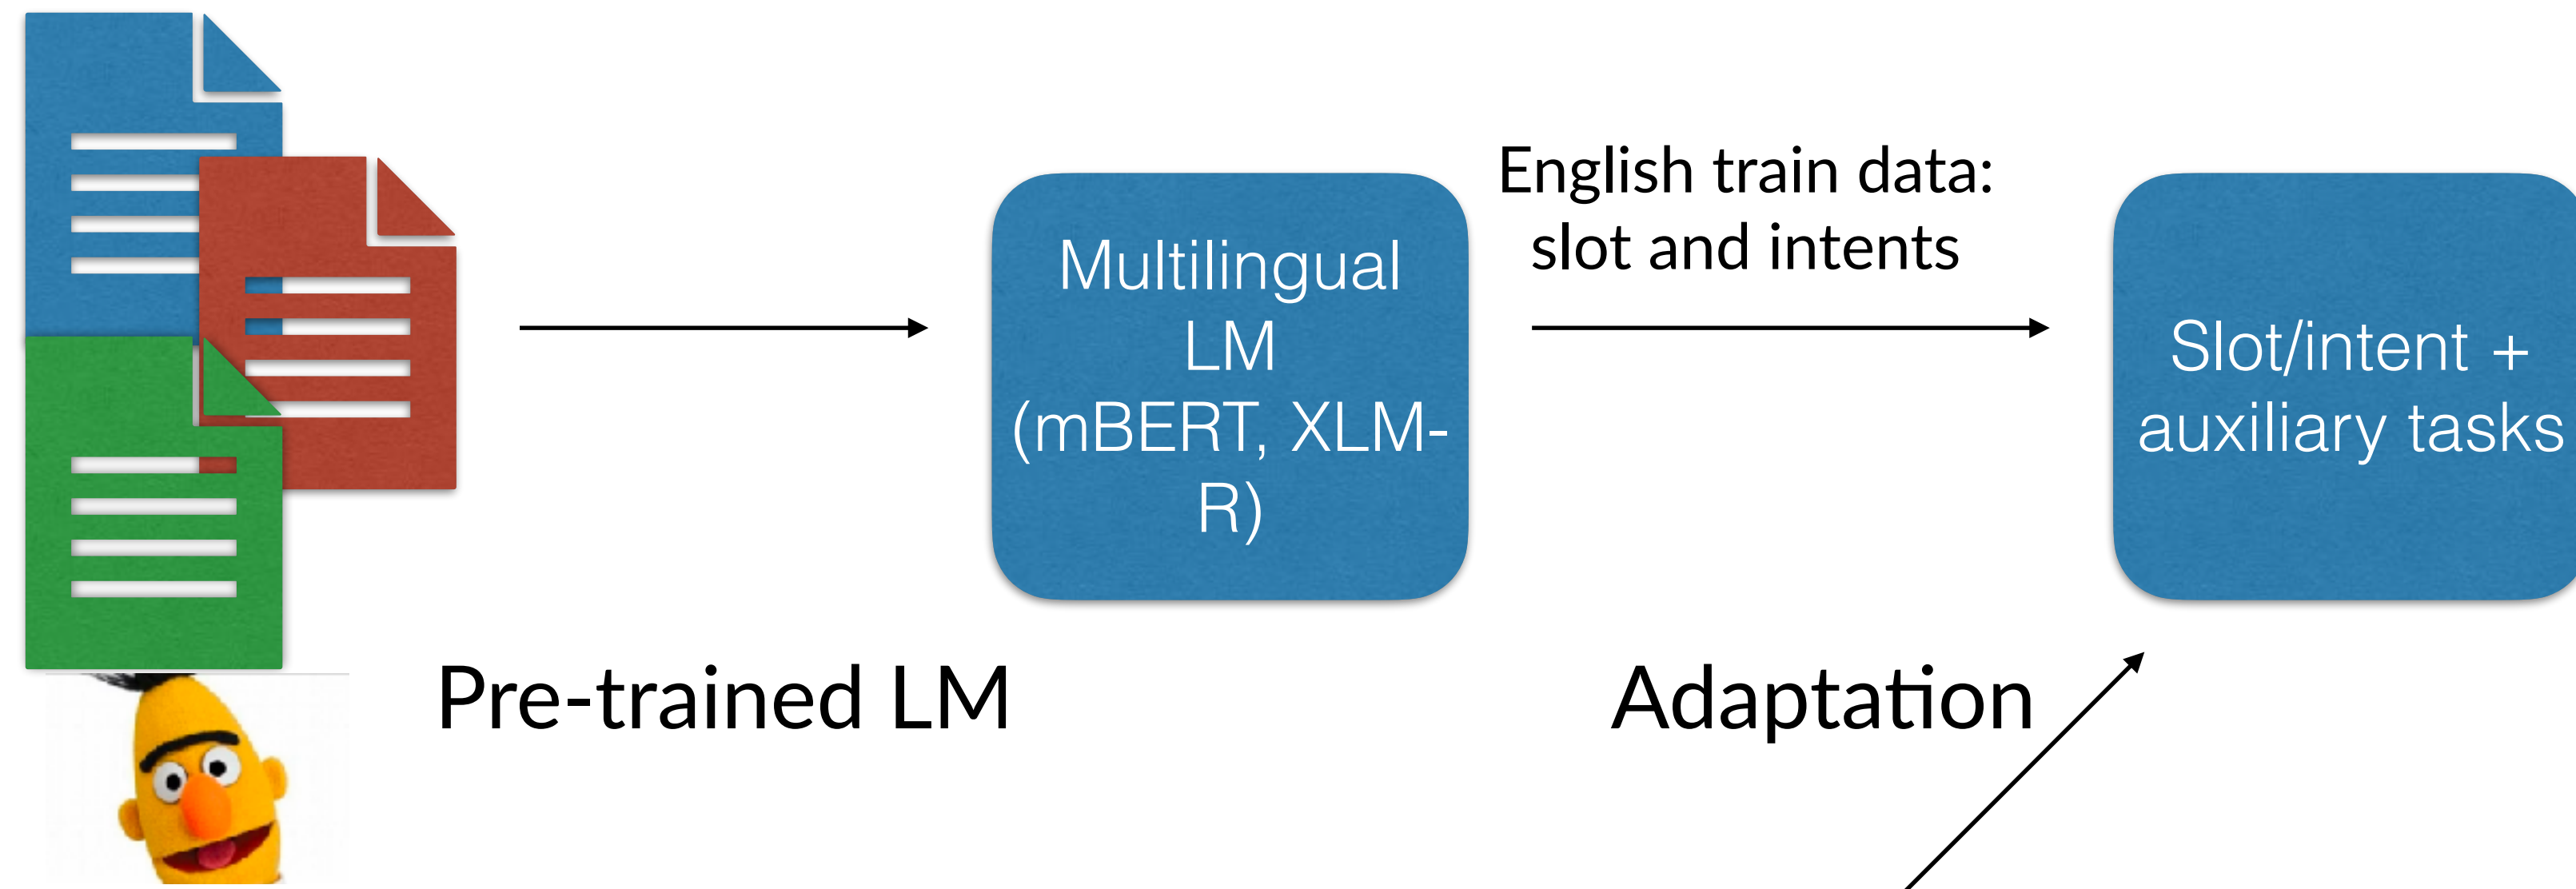 English train data:
slot and intents
Multilingual
LM
(mBERT, XLM-
R)
Slot/intent +
auxiliary tasks
Pre-trained LM
Adaptation